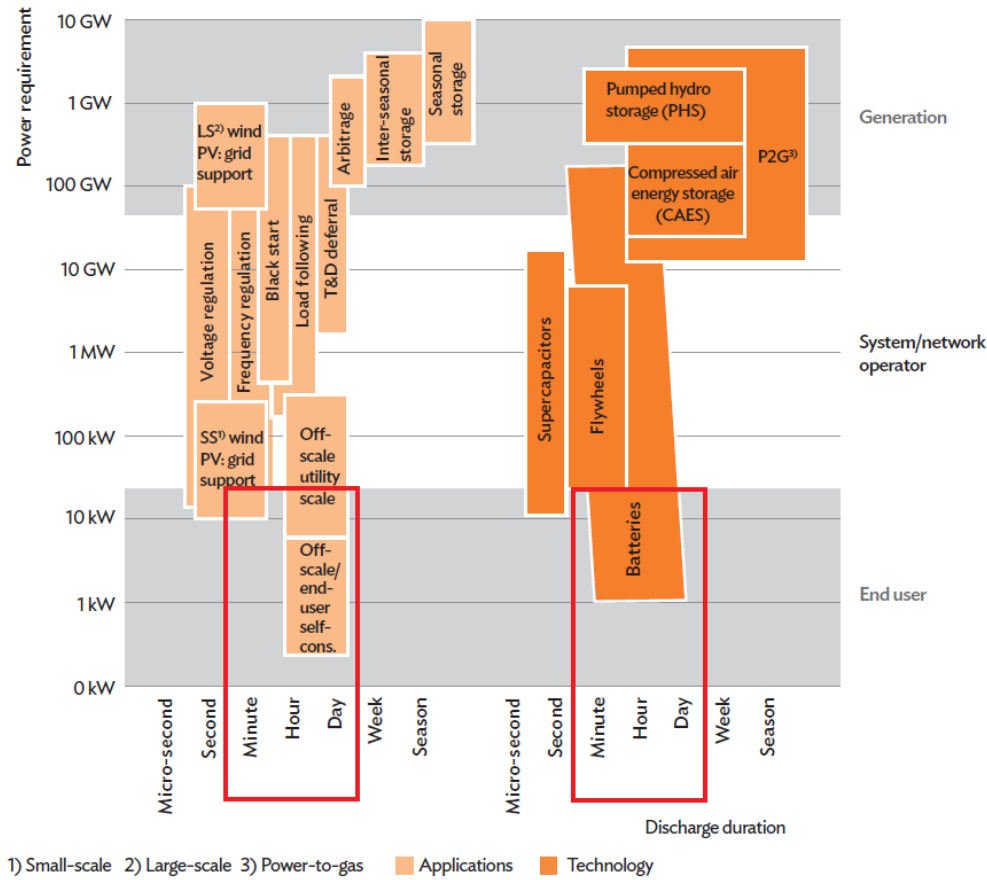 Power requirement
10 GW
1 GW
100 GW
10 GW
1 MW
100 kW
10 kW
1 kW
0 kW
LS²⁾ wind
PV: grid
support
Voltage regulation
Frequency regulation
Black start
Load following
T&D deferral
Arbitrage
Inter-seasonal
storage
Seasonal
storage
SS¹⁾ wind
PV: grid
support
Off-
scale
utility
scale
Off-
scale/
end-
user
self-
cons.
Supercapacitors
Flywheels
Batteries
Pumped hydro
storage (PHS)
Compressed air
energy storage
(CAES)
P2G³⁾
Generation
System/network
operator
End user
Micro-second
Second
Minute
Hour
Day
Week
Season
Micro-second
Second
Minute
Hour
Day
Week
Season
Discharge duration
1) Small-scale 2) Large-scale 3) Power-to-gas Applications Technology